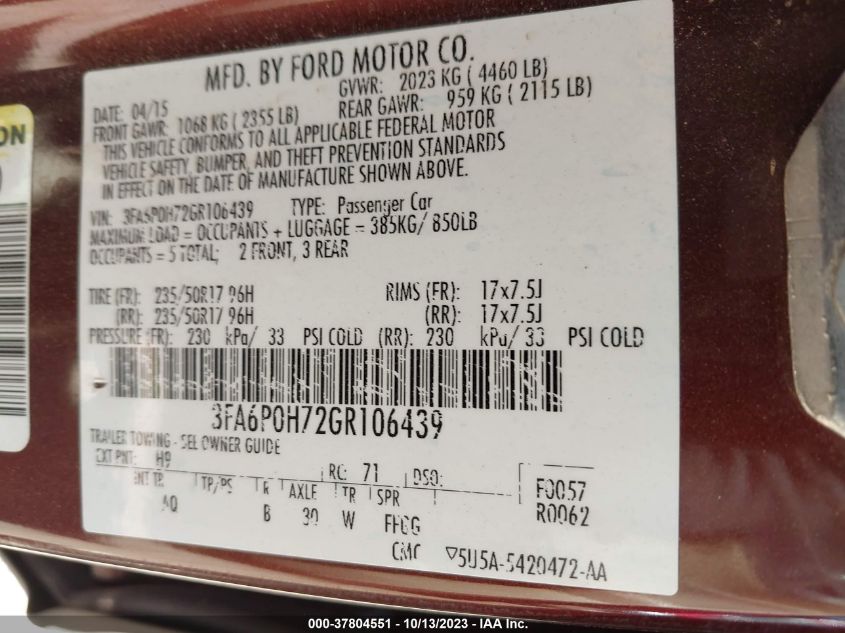 MFD. BY FORD MOTOR CO.
DATE: 04/15 GVWR: 2023 KG ( 4460 LB)
FRONT GAWR: 1068 KG ( 2355 LB) REAR GAWR: 959 KG ( 2115 LB)
THIS VEHICLE CONFORMS TO ALL APPLICABLE FEDERAL MOTOR
VEHICLE SAFETY, BUMPER, AND THEFT PREVENTION STANDARDS
IN EFFECT ON THE DATE OF MANUFACTURE SHOWN ABOVE.
VIN: 3FA6P0H72GR106439 TYPE: Passenger Car
MAXIMUM LOAD = OCCUPANTS + LUGGAGE = 385KG/ 850LB
OCCUPANTS = 5 TOTAL; 2 FRONT, 3 REAR
TIRE (FR): 235/50R17 96H RIMS (FR): 17x7.5J
(RR): 235/50R17 96H (RR): 17x7.5J
PRESSURE (FR): 230 kPa/ 33 PSI COLD (RR): 230 kPa/ 33 PSI COLD
3FA6P0H72GR106439
TRAILER TOWING - SEE OWNER GUIDE
EXT PNT: H9 RC: 71 DSO: F0057
INT TR TP/PS R AXLE TR SPR R0062
AQ B 30 W
CMC ▽5U5A-5420472-AA
ON
000-37804551 - 10/13/2023 - IAA Inc.